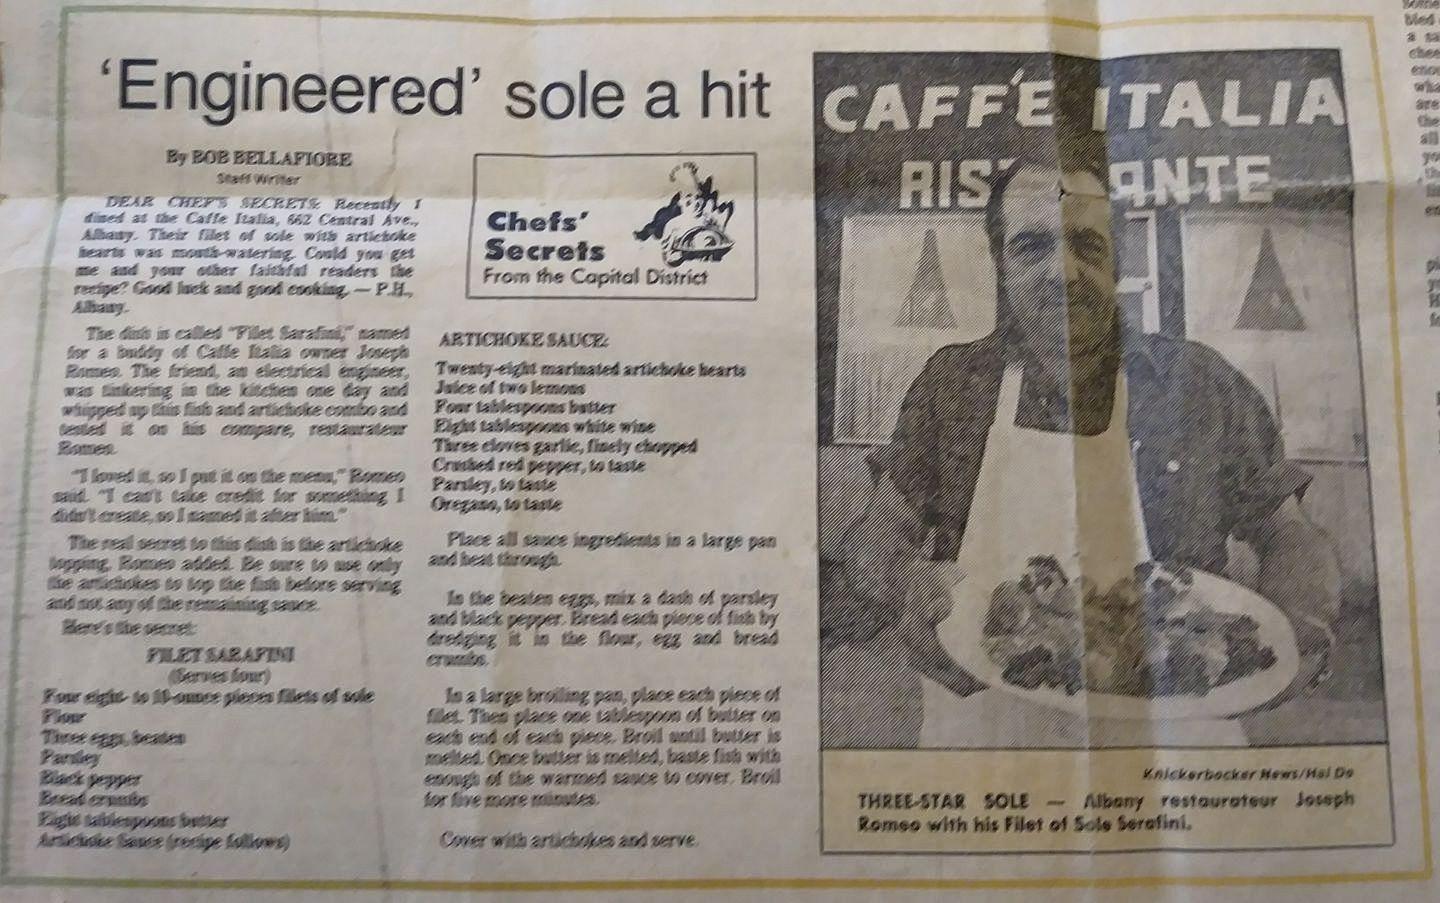 'Engineered' sole a hit
By BOB BELLAFIORE
Staff Writer
DEAR CHEF'S SECRETS: Recently I
dined at the Caffe Italia, 662 Central Ave.,
Albany. Their filet of sole with artichoke
hearts was mouth-watering. Could you get
me and your other faithful readers the
recipe? Good luck and good cooking. — P.H.,
Albany.
The dish is called "Filet Sarafini," named
for a buddy of Caffe Italia owner Joseph
Romeo. The friend, an electrical engineer,
was tinkering in the kitchen one day and
whipped up this fish and artichoke combo and
tested it on his compare, restaurateur
Romeo.
"I loved it, so I put it on the menu," Romeo
said. "I can't take credit for something I
didn't create, so I named it after him."
The real secret to this dish is the artichoke
topping, Romeo added. Be sure to use only
the artichokes to top the fish before serving
and not any of the remaining sauce.
Here's the secret:
FILET SARAFINI
(Serves four)
Four eight- to 10-ounce pieces filets of sole
Flour
Three eggs, beaten
Parsley
Black pepper
Bread crumbs
Eight tablespoons butter
Artichoke Sauce (recipe follows)
Chefs'
Secrets
From the Capital District
ARTICHOKE SAUCE:
Twenty-eight marinated artichoke hearts
Juice of two lemons
Four tablespoons butter
Eight tablespoons white wine
Three cloves garlic, finely chopped
Crushed red pepper, to taste
Parsley, to taste
Oregano, to taste
Place all sauce ingredients in a large pan
and heat through.
In the beaten eggs, mix a dash of parsley
and black pepper. Bread each piece of fish by
dredging it in the flour, egg and bread
crumbs.
In a large broiling pan, place each piece of
filet. Then place one tablespoon of butter on
each end of each piece. Broil until butter is
melted. Once butter is melted, baste fish with
enough of the warmed sauce to cover. Broil
for five more minutes.
Cover with artichokes and serve.
CAFFÉ ITALIA
RIST ANTE
Knickerbocker News/Hal Do
THREE-STAR SOLE — Albany restaurateur Joseph
Romeo with his Filet of Sole Serafini.